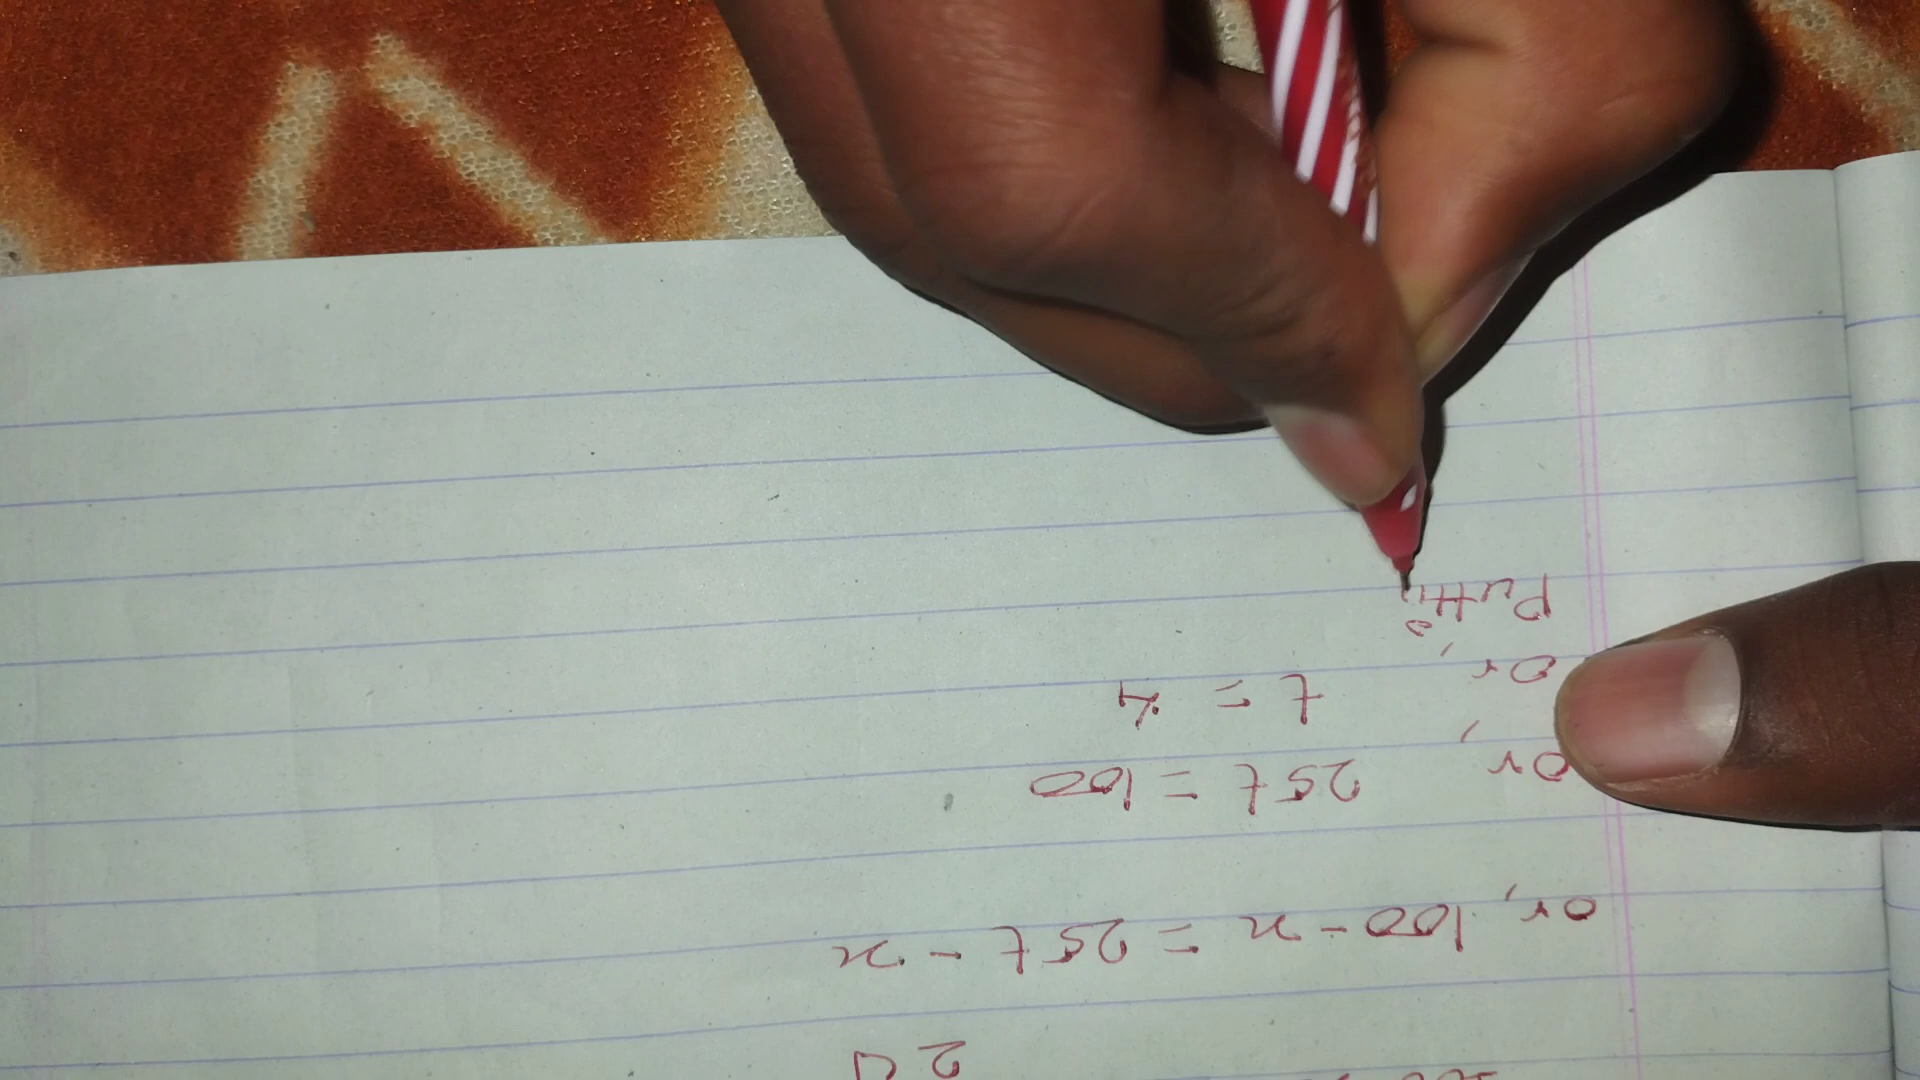 or, 100 - x = 25t - x
or, 25t = 100
or, t = 4
Putti